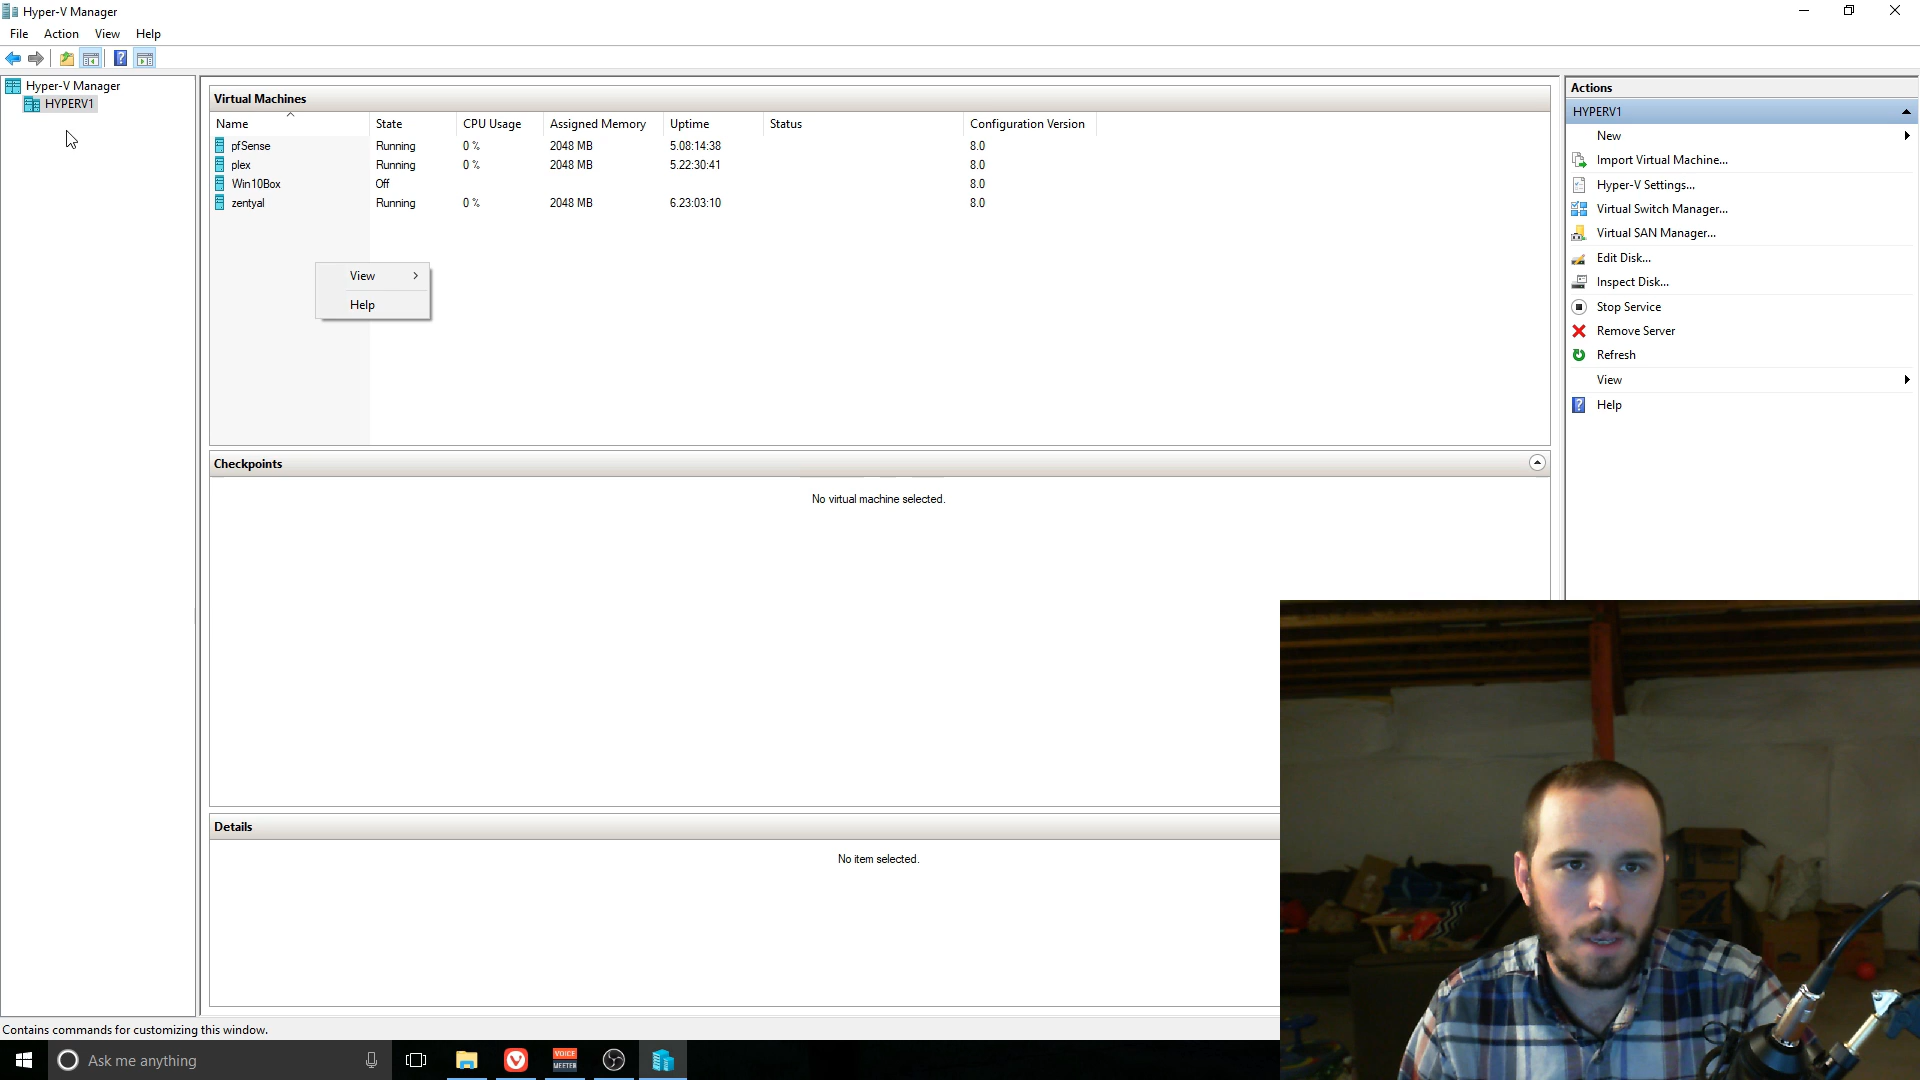 Hyper-V Manager
File Action View Help
Hyper-V Manager
HYPERV1
Virtual Machines
Name State CPU Usage Assigned Memory Uptime Status Configuration Version
pfSense Running 0 % 2048 MB 5.08:14:38 8.0
plex Running 0 % 2048 MB 5.22:30:41 8.0
Win10Box Off 8.0
zentyal Running 0 % 2048 MB 6.23:03:10 8.0
View
Help
Checkpoints
No virtual machine selected.
Details
No item selected.
Actions
HYPERV1
New
Import Virtual Machine...
Hyper-V Settings...
Virtual Switch Manager...
Virtual SAN Manager...
Edit Disk...
Inspect Disk...
Stop Service
Remove Server
Refresh
View
Help
Contains commands for customizing this window.
Ask me anything
VOICE
MEETER